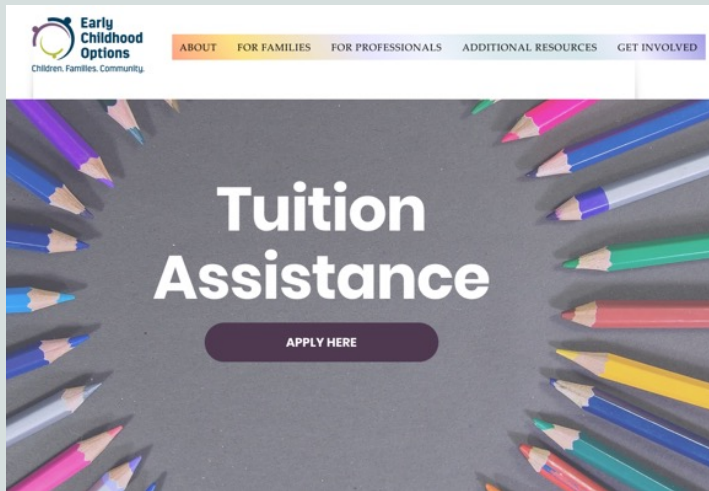 Early
Childhood
Options
Children. Families. Community.
ABOUT FOR FAMILIES FOR PROFESSIONALS ADDITIONAL RESOURCES GET INVOLVED
Tuition
Assistance
APPLY HERE